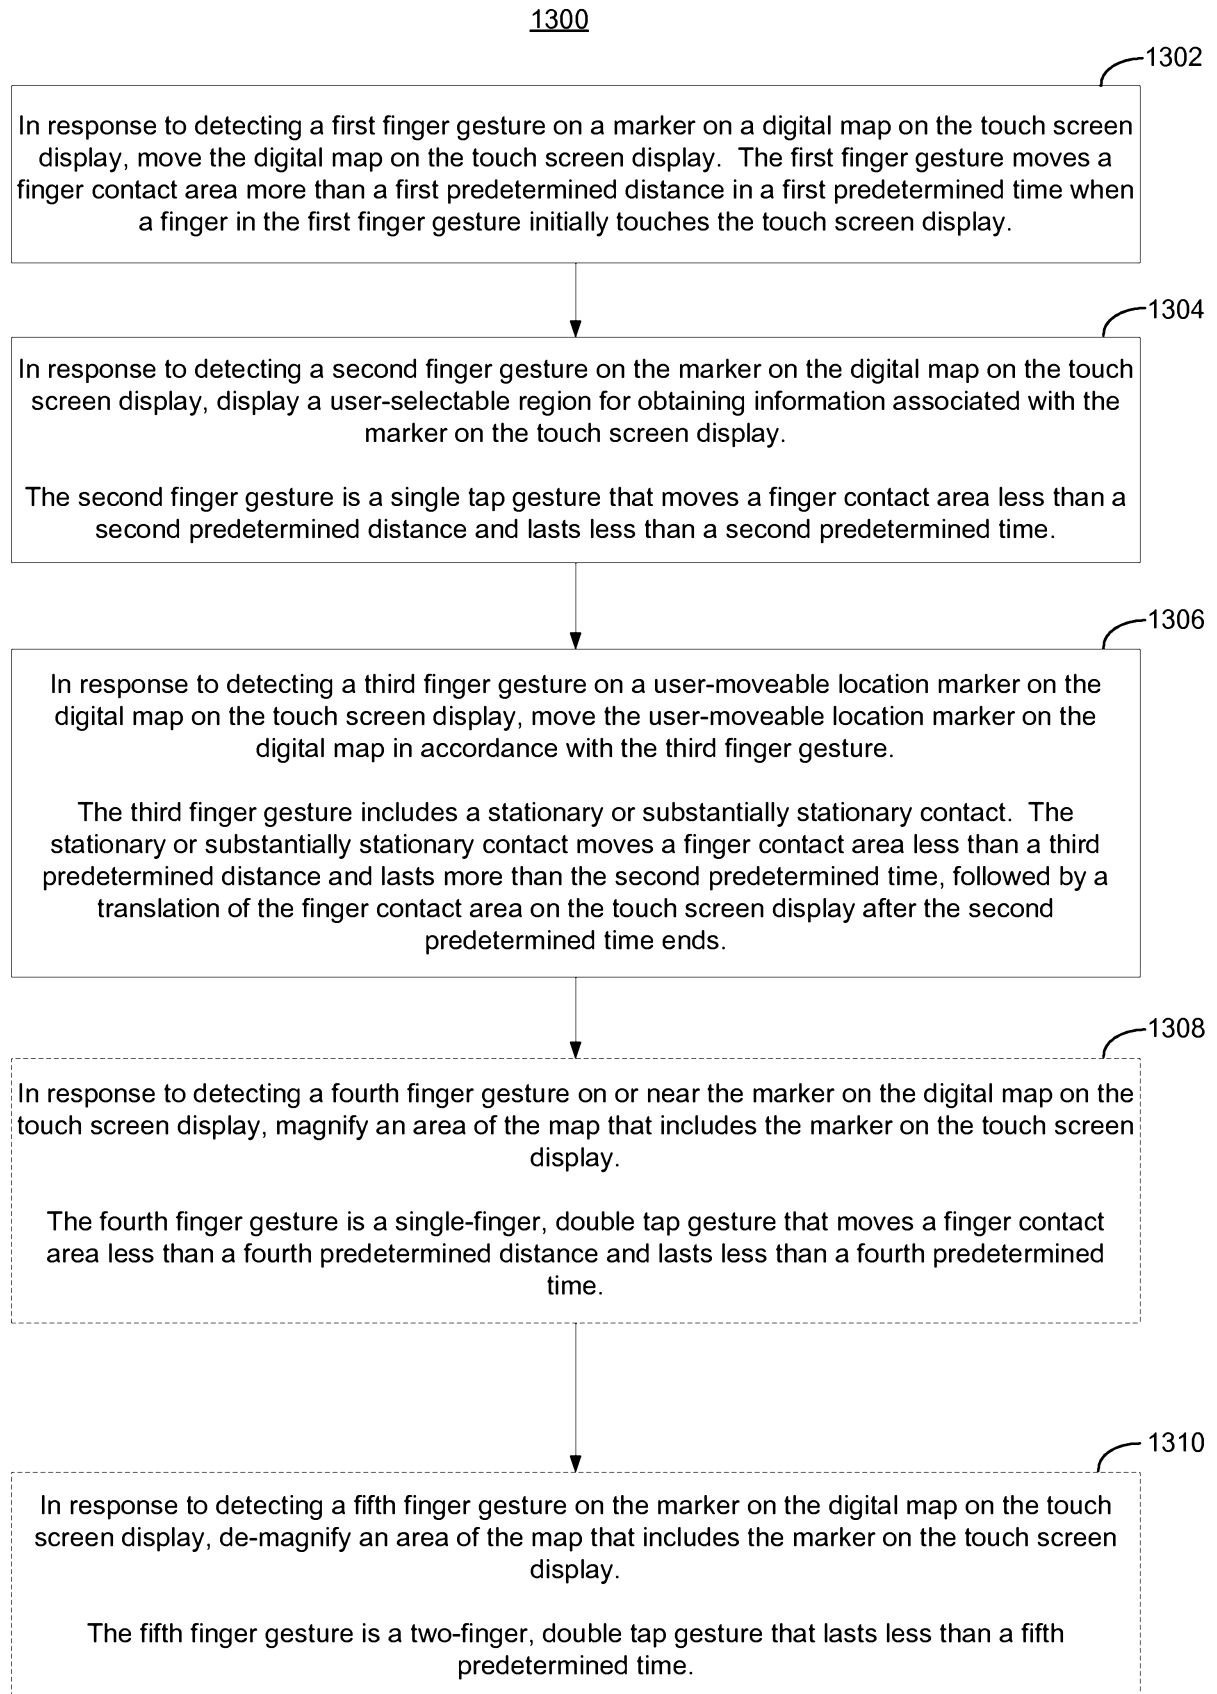 1300
1302
In response to detecting a first finger gesture on a marker on a digital map on the touch screen
display, move the digital map on the touch screen display.  The first finger gesture moves a
finger contact area more than a first predetermined distance in a first predetermined time when
a finger in the first finger gesture initially touches the touch screen display.
1304
In response to detecting a second finger gesture on the marker on the digital map on the touch
screen display, display a user-selectable region for obtaining information associated with the
marker on the touch screen display.
The second finger gesture is a single tap gesture that moves a finger contact area less than a
second predetermined distance and lasts less than a second predetermined time.
1306
In response to detecting a third finger gesture on a user-moveable location marker on the
digital map on the touch screen display, move the user-moveable location marker on the
digital map in accordance with the third finger gesture.
The third finger gesture includes a stationary or substantially stationary contact.  The
stationary or substantially stationary contact moves a finger contact area less than a third
predetermined distance and lasts more than the second predetermined time, followed by a
translation of the finger contact area on the touch screen display after the second
predetermined time ends.
1308
In response to detecting a fourth finger gesture on or near the marker on the digital map on the
touch screen display, magnify an area of the map that includes the marker on the touch screen
display.
The fourth finger gesture is a single-finger, double tap gesture that moves a finger contact
area less than a fourth predetermined distance and lasts less than a fourth predetermined
time.
1310
In response to detecting a fifth finger gesture on the marker on the digital map on the touch
screen display, de-magnify an area of the map that includes the marker on the touch screen
display.
The fifth finger gesture is a two-finger, double tap gesture that lasts less than a fifth
predetermined time.